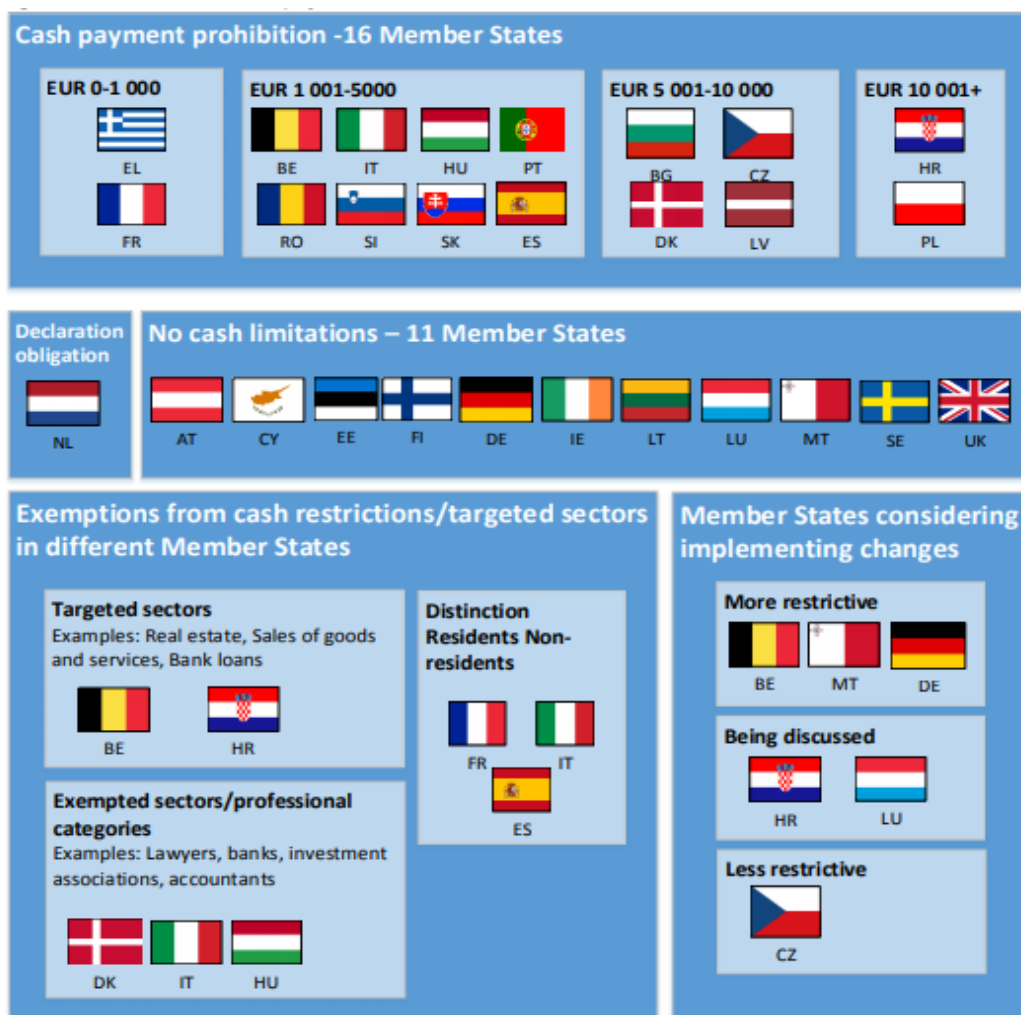 Cash payment prohibition -16 Member States
EUR 0-1 000
EL
FR
EUR 1 001-5000
BE IT HU PT
RO SI SK ES
EUR 5 001-10 000
BG CZ
DK LV
EUR 10 001+
HR
PL
Declaration
obligation
NL
No cash limitations – 11 Member States
AT CY EE FI DE IE LT LU MT SE UK
Exemptions from cash restrictions/targeted sectors
in different Member States
Targeted sectors
Examples: Real estate, Sales of goods
and services, Bank loans
BE HR
Exempted sectors/professional
categories
Examples: Lawyers, banks, investment
associations, accountants
DK IT HU
Distinction
Residents Non-
residents
FR IT
ES
Member States considering
implementing changes
More restrictive
BE MT DE
Being discussed
HR LU
Less restrictive
CZ